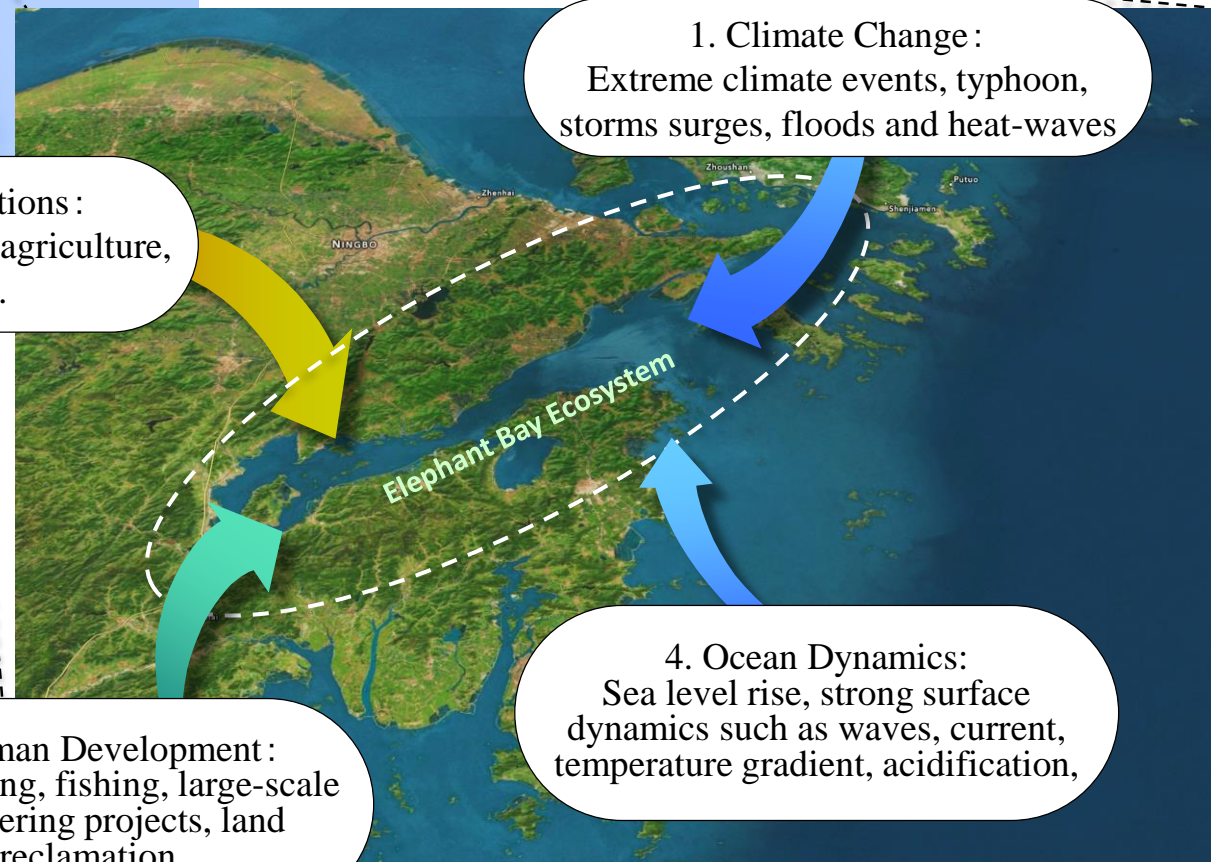 1. Climate Change:
Extreme climate events, typhoon,
storms surges, floods and heat-waves
Zhoushan
Putuo
Shenjiamen
Zhenhai
NINGBO
tions:
agriculture,
.
Elephant Bay Ecosystem
4. Ocean Dynamics:
Sea level rise, strong surface
dynamics such as waves, current,
temperature gradient, acidification,
man Development:
ng, fishing, large-scale
ering projects, land
reclamation